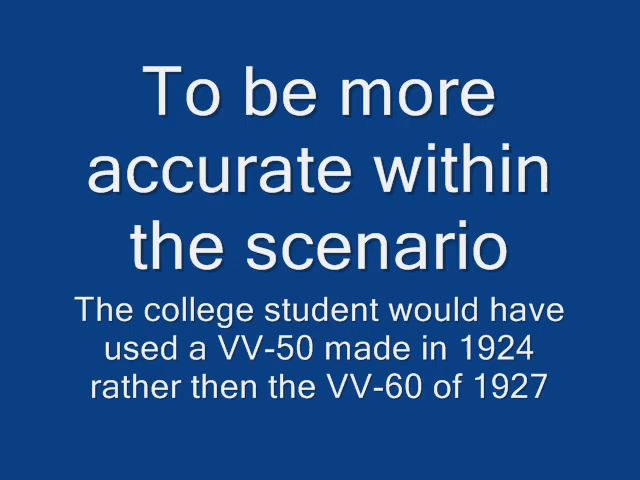 To be more
accurate within
the scenario
The college student would have
used a VV-50 made in 1924
rather then the VV-60 of 1927